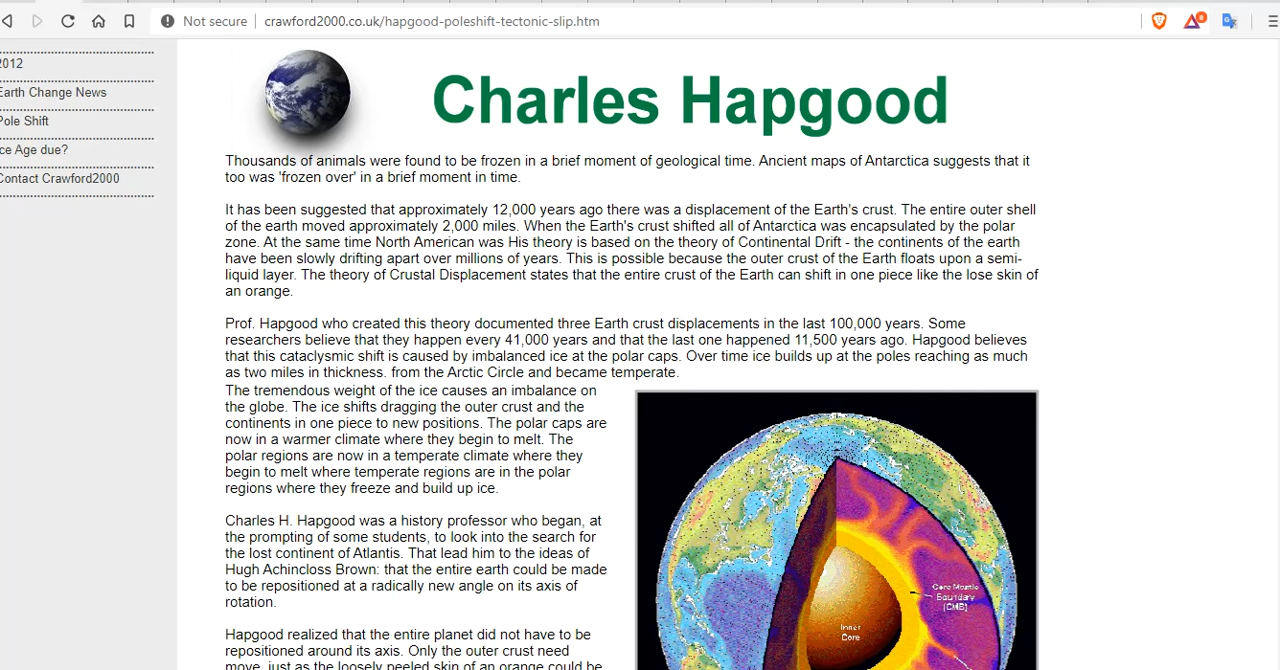 Not secure | crawford2000.co.uk/hapgood-poleshift-tectonic-slip.htm
2012
Earth Change News
Pole Shift
ce Age due?
Contact Crawford2000
Charles Hapgood
Thousands of animals were found to be frozen in a brief moment of geological time. Ancient maps of Antarctica suggests that it
too was 'frozen over' in a brief moment in time.
It has been suggested that approximately 12,000 years ago there was a displacement of the Earth's crust. The entire outer shell
of the earth moved approximately 2,000 miles. When the Earth's crust shifted all of Antarctica was encapsulated by the polar
zone. At the same time North American was His theory is based on the theory of Continental Drift - the continents of the earth
have been slowly drifting apart over millions of years. This is possible because the outer crust of the Earth floats upon a semi-
liquid layer. The theory of Crustal Displacement states that the entire crust of the Earth can shift in one piece like the lose skin of
an orange.
Prof. Hapgood who created this theory documented three Earth crust displacements in the last 100,000 years. Some
researchers believe that they happen every 41,000 years and that the last one happened 11,500 years ago. Hapgood believes
that this cataclysmic shift is caused by imbalanced ice at the polar caps. Over time ice builds up at the poles reaching as much
as two miles in thickness. from the Arctic Circle and became temperate.
The tremendous weight of the ice causes an imbalance on
the globe. The ice shifts dragging the outer crust and the
continents in one piece to new positions. The polar caps are
now in a warmer climate where they begin to melt. The
polar regions are now in a temperate climate where they
begin to melt where temperate regions are in the polar
regions where they freeze and build up ice.
Charles H. Hapgood was a history professor who began, at
the prompting of some students, to look into the search for
the lost continent of Atlantis. That lead him to the ideas of
Hugh Achincloss Brown: that the entire earth could be made
to be repositioned at a radically new angle on its axis of
rotation.
Hapgood realized that the entire planet did not have to be
repositioned around its axis. Only the outer crust need
move, just as the loosely peeled skin of an orange could be
Core Mantle
Boundary
[CMB]
Inner
Core